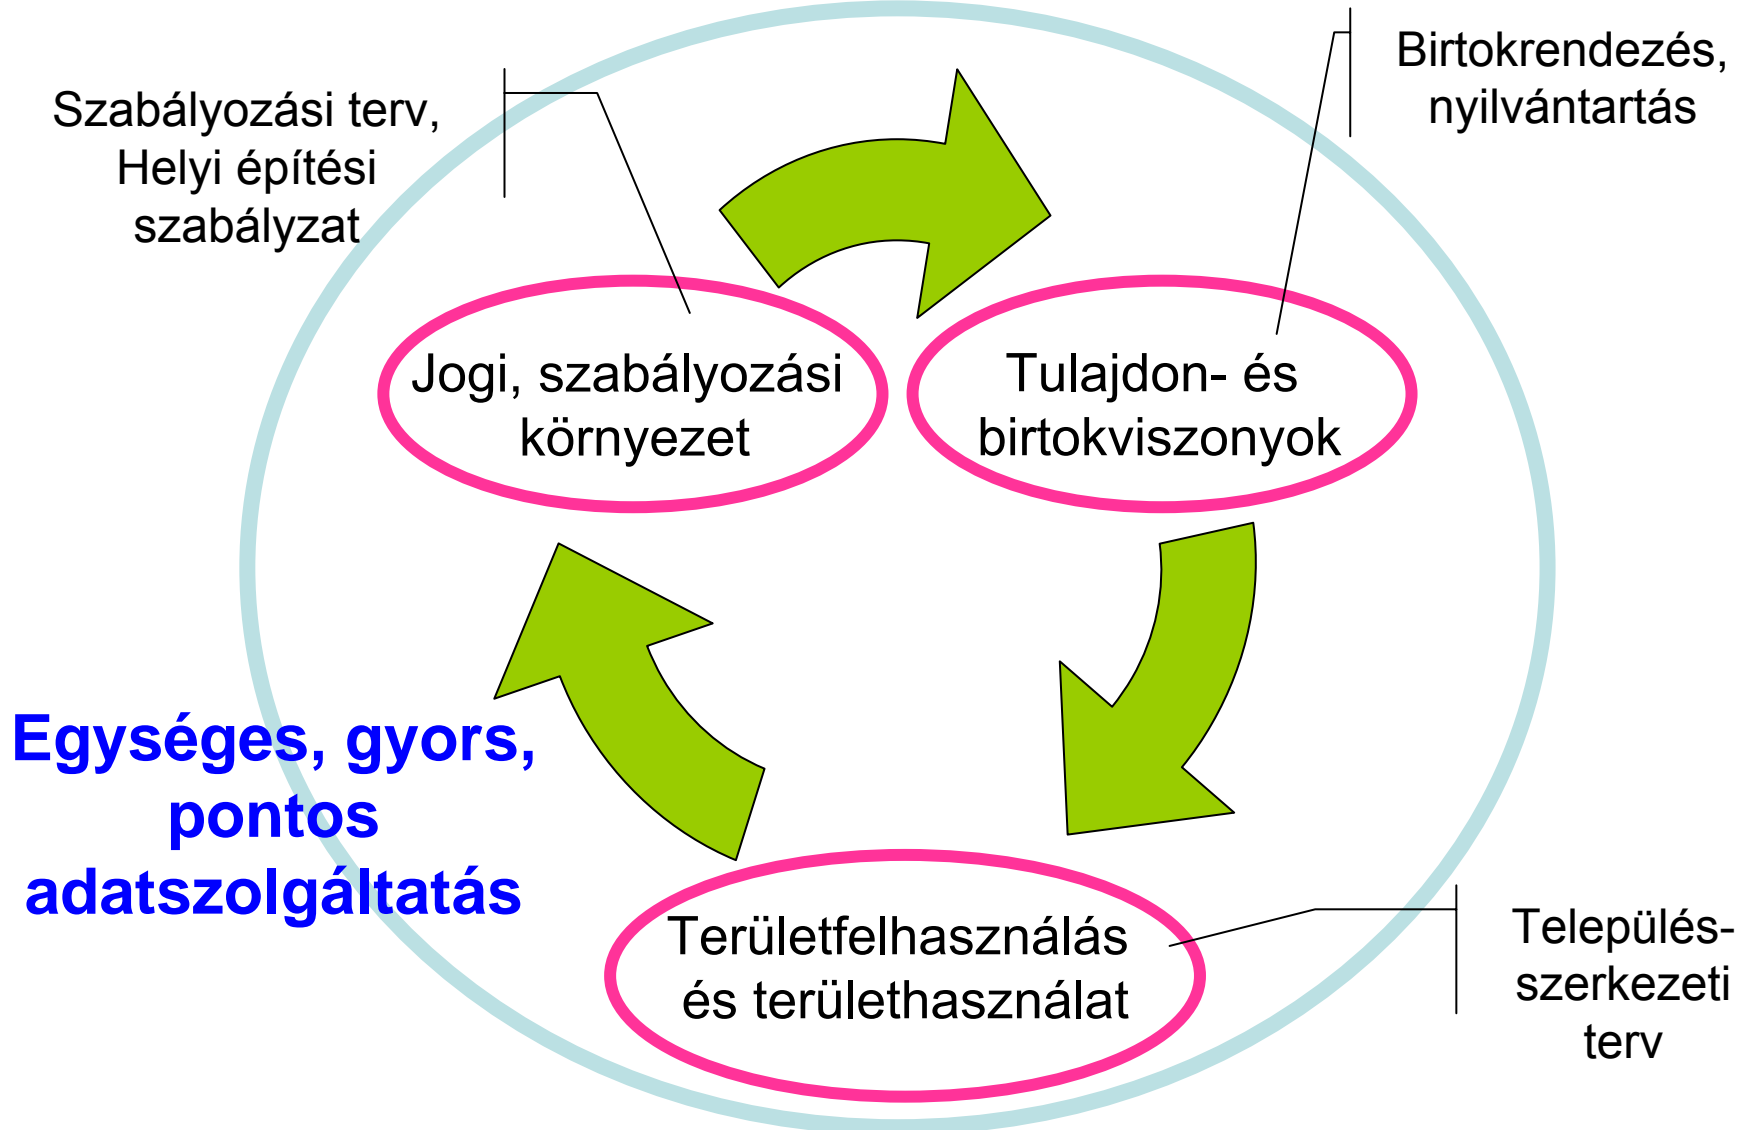 Szabályozási terv,
Helyi építési
szabályzat
Birtokrendezés,
nyilvántartás
Jogi, szabályozási
környezet
Tulajdon- és
birtokviszonyok
Egységes, gyors,
pontos
adatszolgáltatás
Területfelhasználás
és területhasználat
Település-
szerkezeti
terv